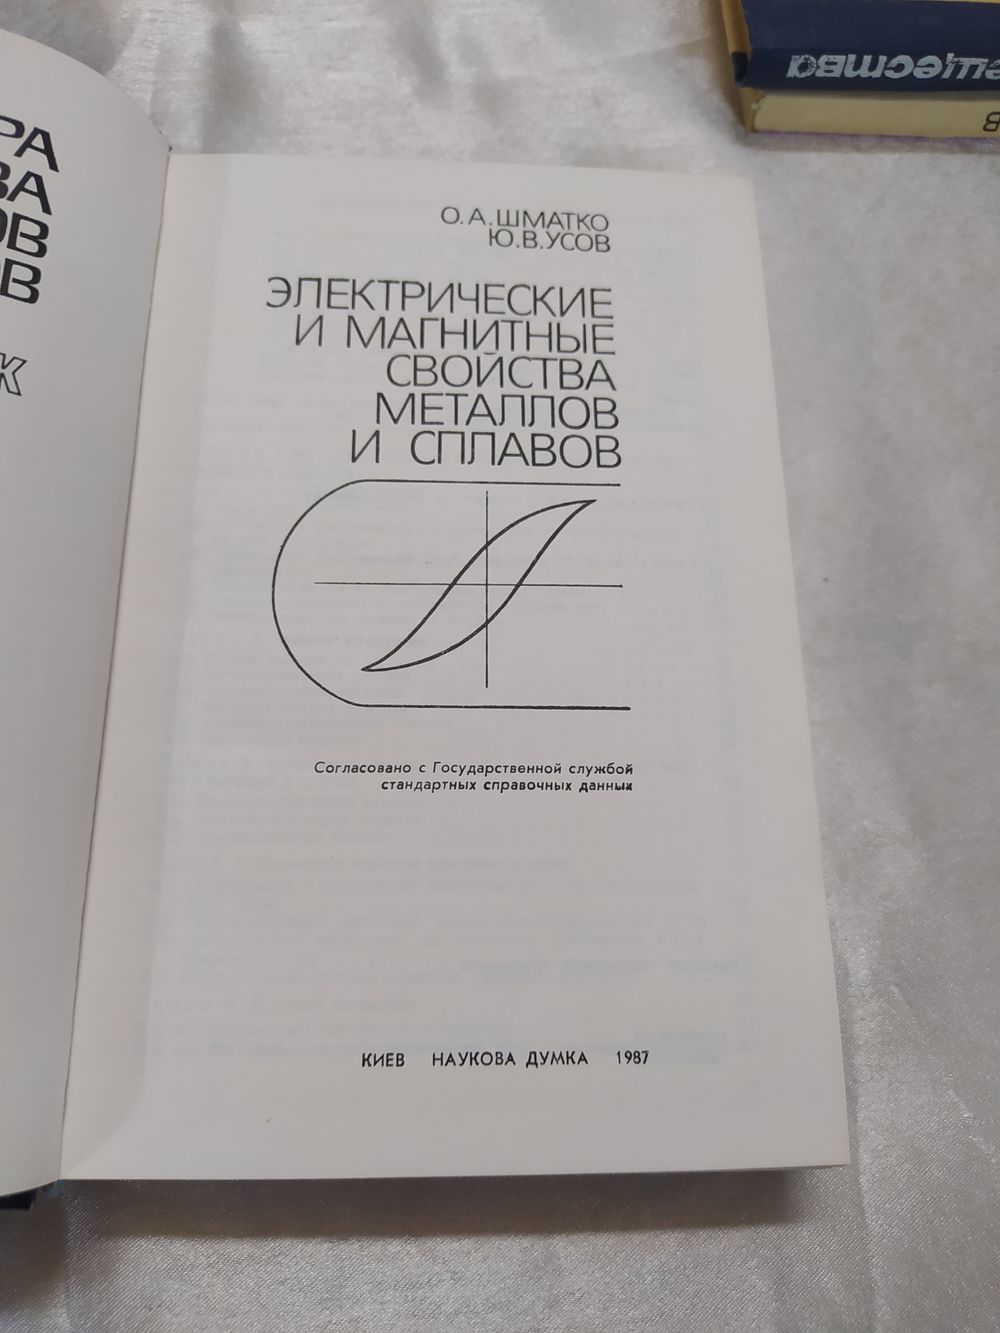 О.А.ШМАТКО
Ю.В.УСОВ
ЭЛЕКТРИЧЕСКИЕ
И МАГНИТНЫЕ
СВОЙСТВА
МЕТАЛЛОВ
И СПЛАВОВ
Согласовано с Государственной службой
стандартных справочных данных
КИЕВ НАУКОВА ДУМКА 1987